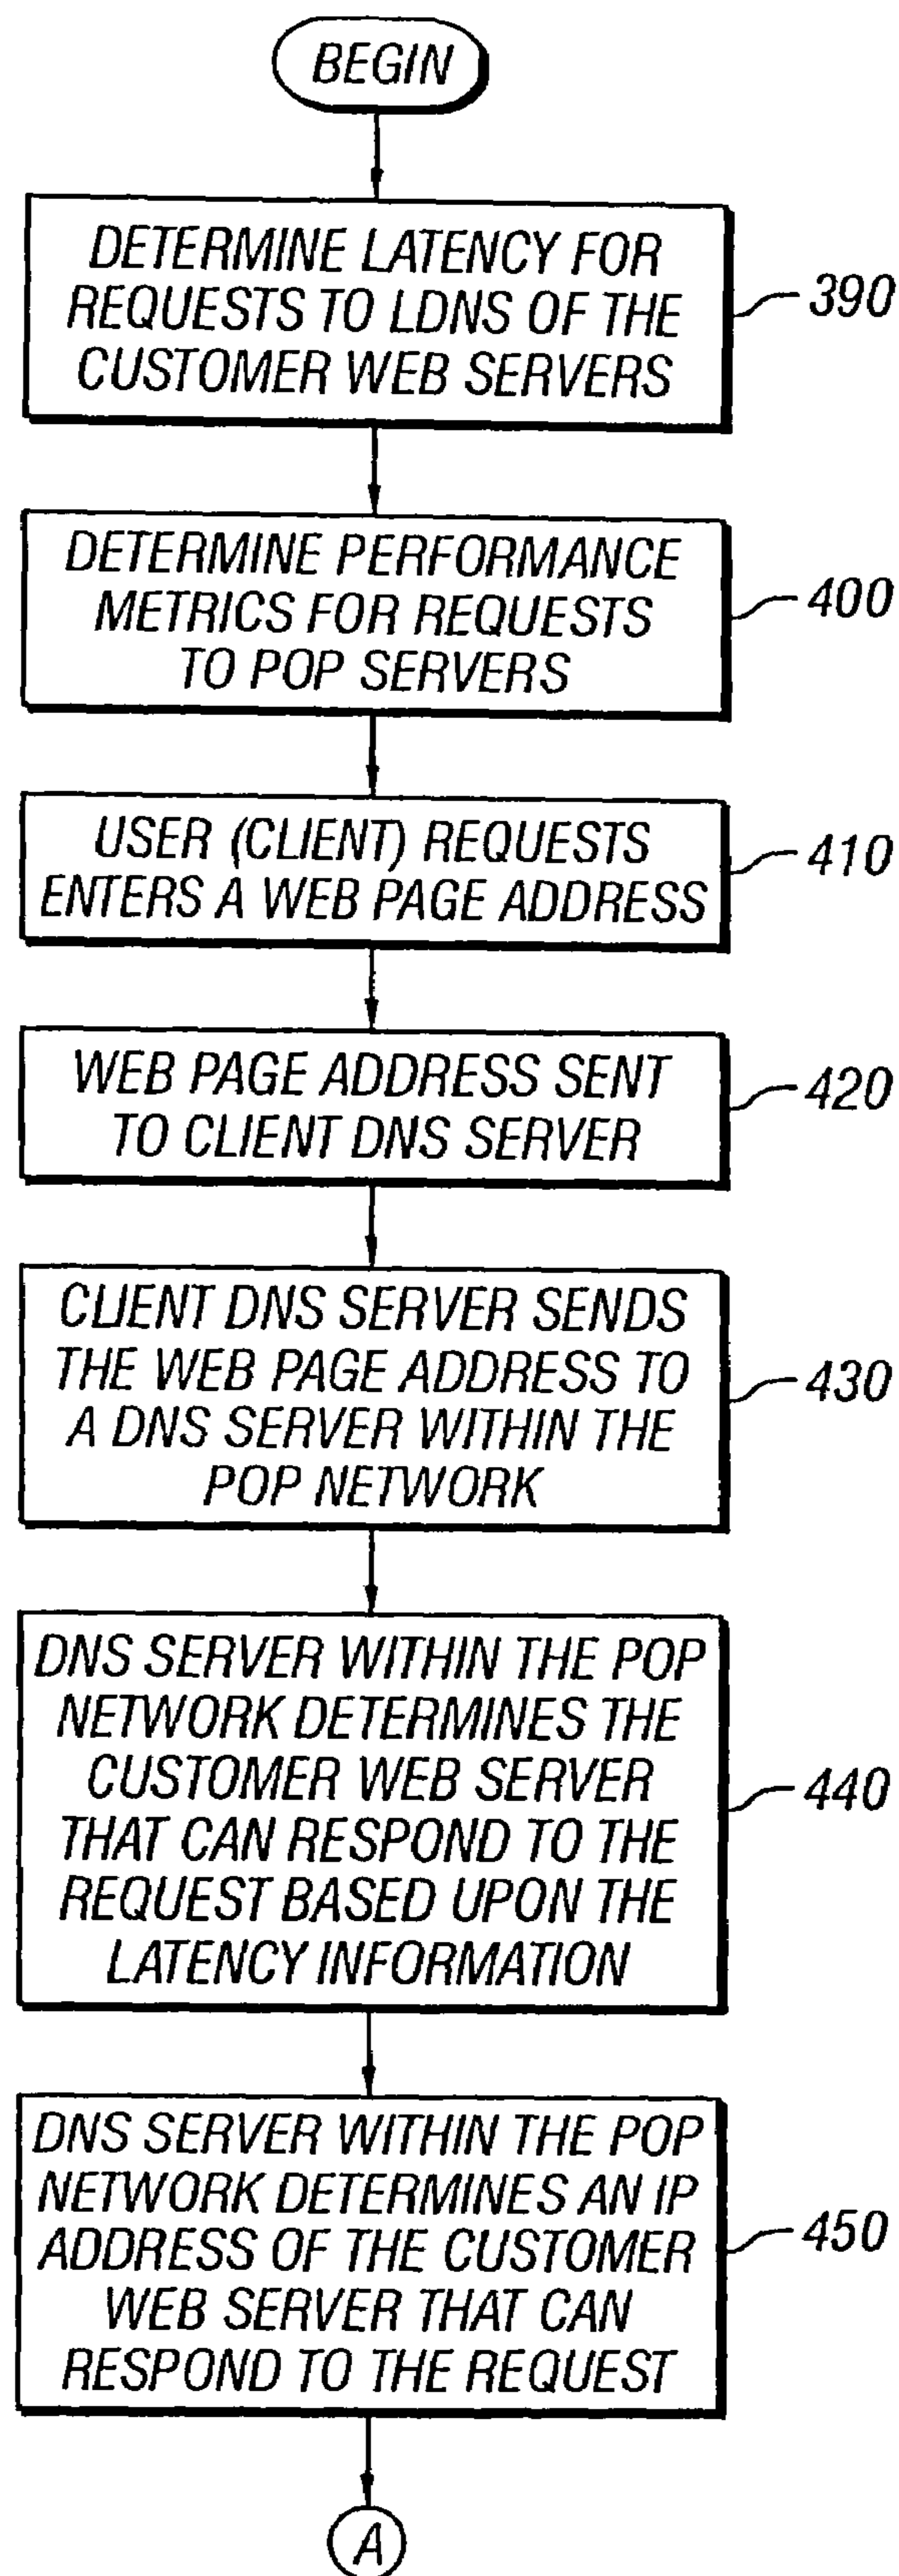 BEGIN
DETERMINE LATENCY FOR
REQUESTS TO LDNS OF THE
CUSTOMER WEB SERVERS
390
DETERMINE PERFORMANCE
METRICS FOR REQUESTS
TO POP SERVERS
400
USER (CLIENT) REQUESTS
ENTERS A WEB PAGE ADDRESS
410
WEB PAGE ADDRESS SENT
TO CLIENT DNS SERVER
420
CLIENT DNS SERVER SENDS
THE WEB PAGE ADDRESS TO
A DNS SERVER WITHIN THE
POP NETWORK
430
DNS SERVER WITHIN THE POP
NETWORK DETERMINES THE
CUSTOMER WEB SERVER
THAT CAN RESPOND TO THE
REQUEST BASED UPON THE
LATENCY INFORMATION
440
DNS SERVER WITHIN THE POP
NETWORK DETERMINES AN IP
ADDRESS OF THE CUSTOMER
WEB SERVER THAT CAN
RESPOND TO THE REQUEST
450
A